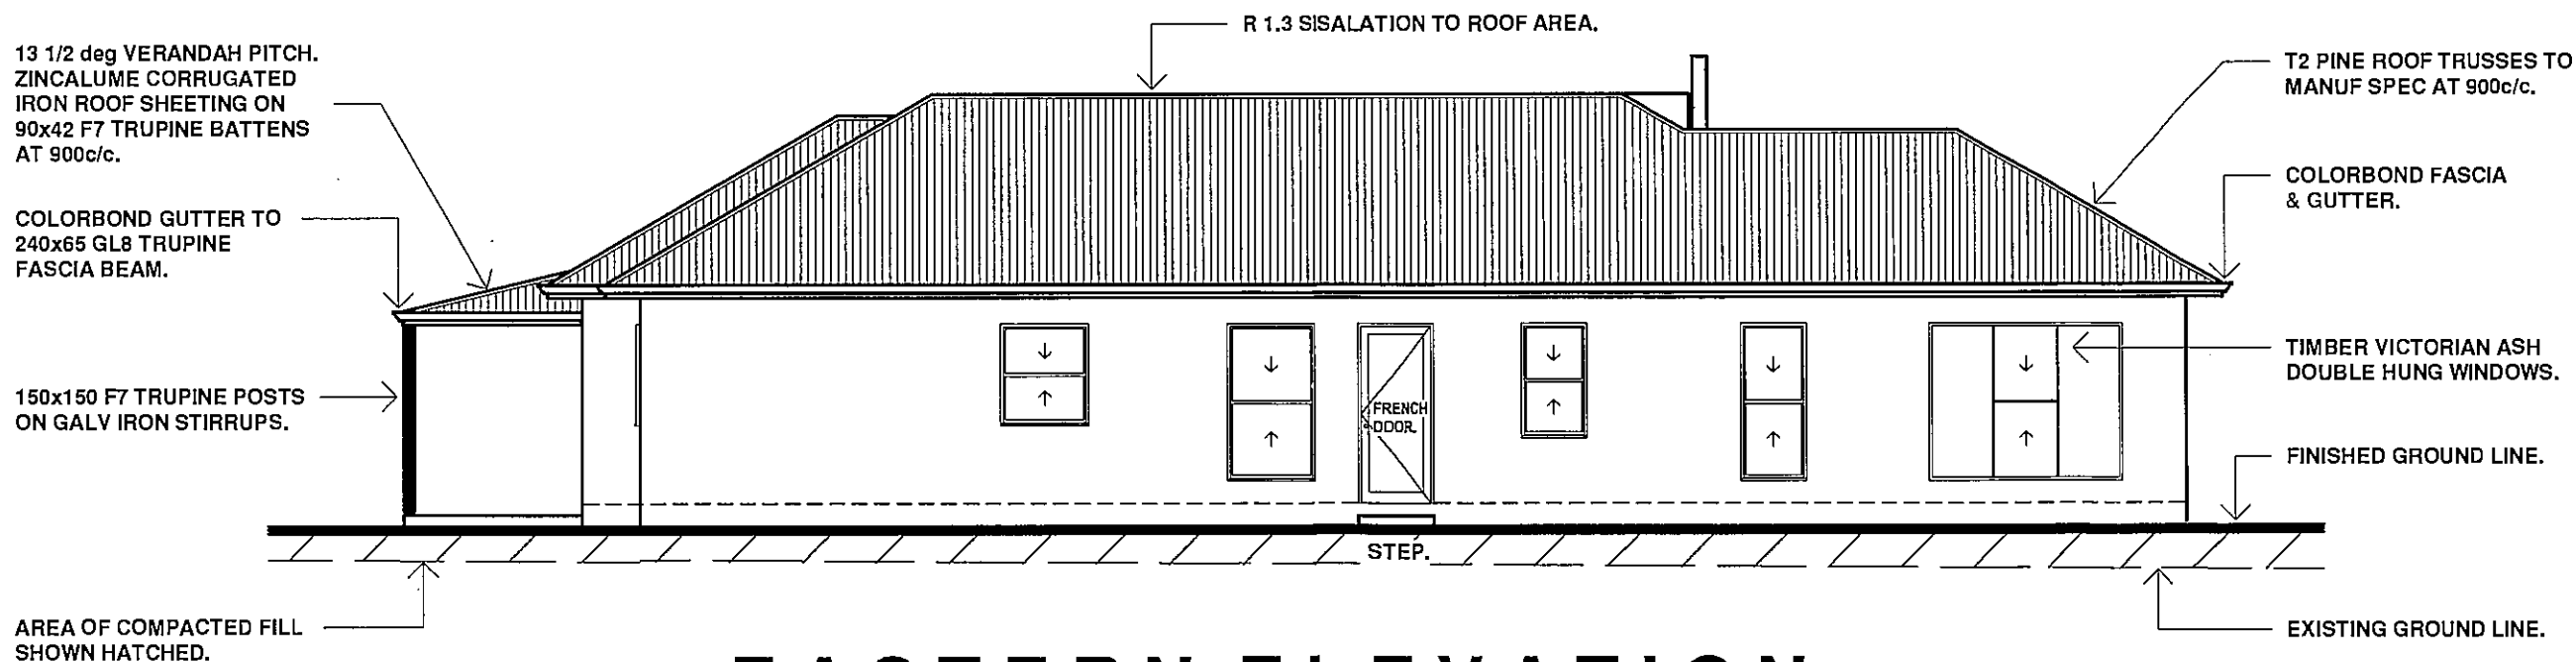 R 1.3 SISALATION TO ROOF AREA.
13 1/2 deg VERANDAH PITCH.
ZINCALUME CORRUGATED
IRON ROOF SHEETING ON
90x42 F7 TRUPINE BATTENS
AT 900c/c.
T2 PINE ROOF TRUSSES TO
MANUF SPEC AT 900c/c.
COLORBOND GUTTER TO
240x65 GL8 TRUPINE
FASCIA BEAM.
COLORBOND FASCIA
& GUTTER.
150x150 F7 TRUPINE POSTS
ON GALV IRON STIRRUPS.
FRENCH
DOOR.
TIMBER VICTORIAN ASH
DOUBLE HUNG WINDOWS.
FINISHED GROUND LINE.
STEP.
AREA OF COMPACTED FILL
SHOWN HATCHED.
EXISTING GROUND LINE.
EASTERN ELEVATION